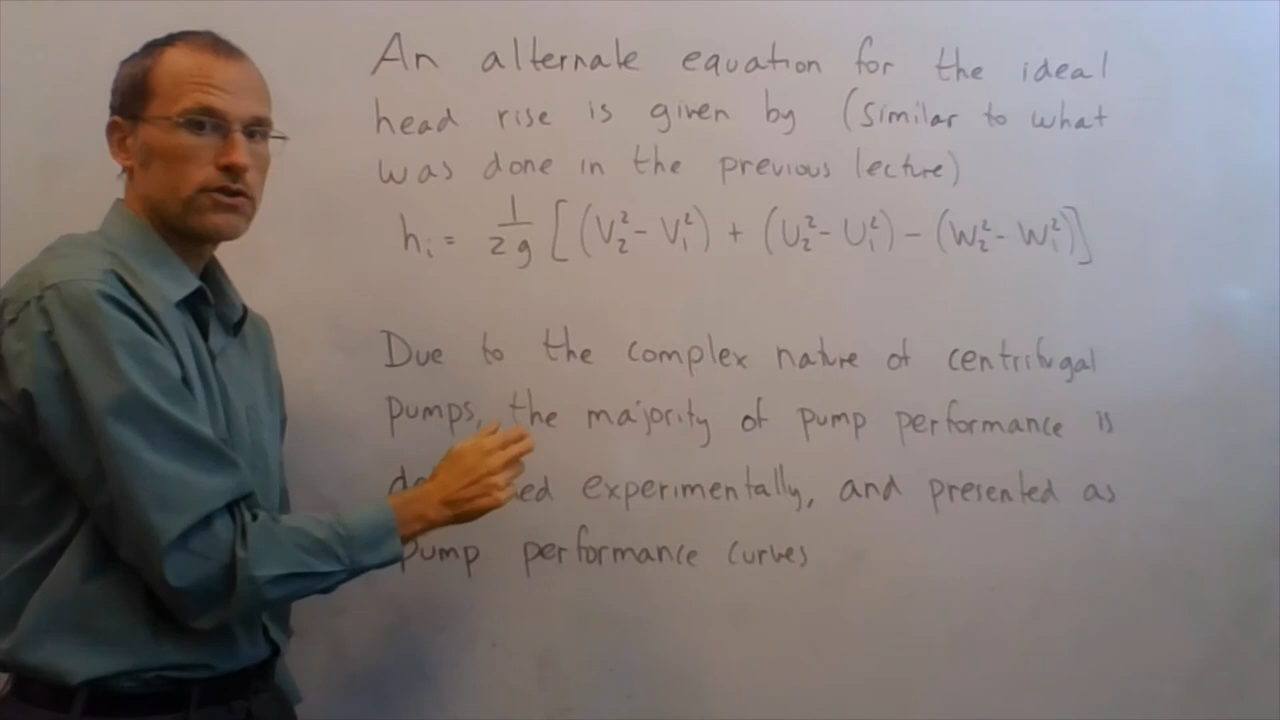 An alternate equation for the ideal
head rise is given by (similar to what
was done in the previous lecture)
hᵢ = 1/2g [(V₂² - V₁²) + (U₂² - U₁²) - (W₂² - W₁²)]
Due to the complex nature of centrifugal
pumps, the majority of pump performance is
experimentally, and presented as
pump performance curves